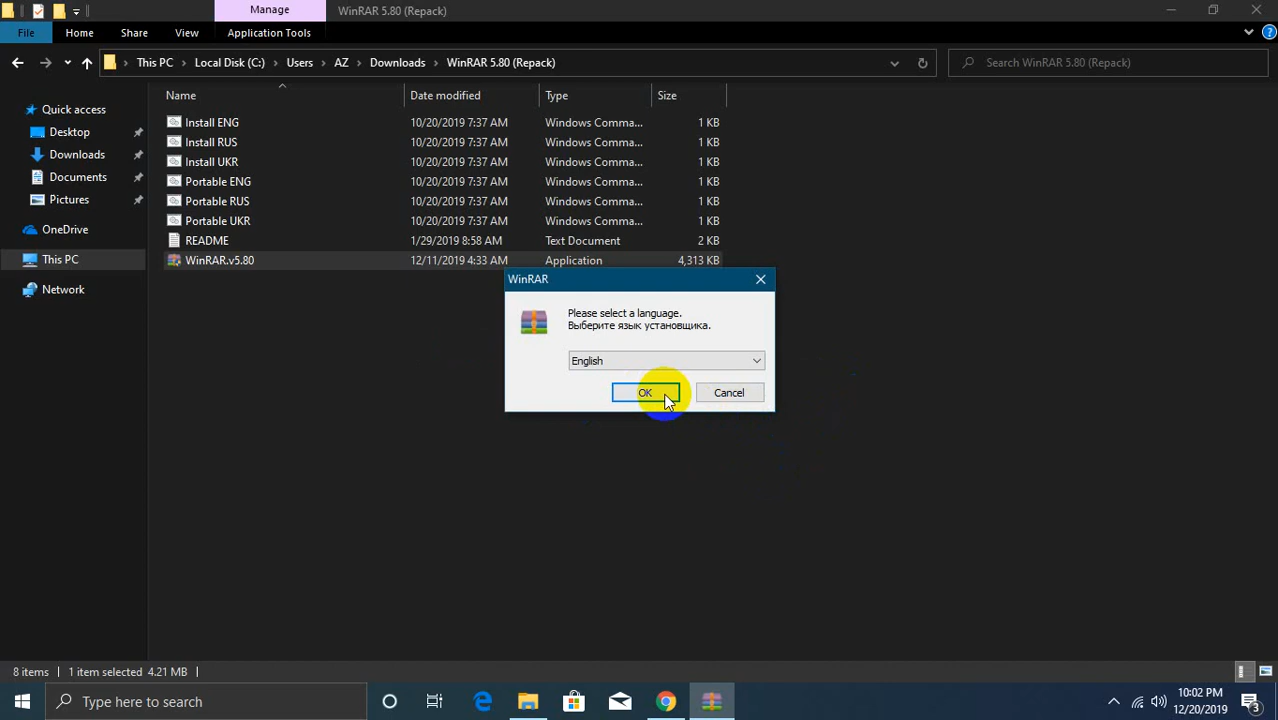 Manage
WinRAR 5.80 (Repack)
File
Home
Share
View
Application Tools
This PC
Local Disk (C:)
Users
AZ
Downloads
WinRAR 5.80 (Repack)
Search WinRAR 5.80 (Repack)
Name
Date modified
Type
Size
Quick access
Desktop
Downloads
Documents
Pictures
OneDrive
This PC
Network
Install ENG 10/20/2019 7:37 AM Windows Comma... 1 KB
Install RUS 10/20/2019 7:37 AM Windows Comma... 1 KB
Install UKR 10/20/2019 7:37 AM Windows Comma... 1 KB
Portable ENG 10/20/2019 7:37 AM Windows Comma... 1 KB
Portable RUS 10/20/2019 7:37 AM Windows Comma... 1 KB
Portable UKR 10/20/2019 7:37 AM Windows Comma... 1 KB
README 1/29/2019 8:58 AM Text Document 2 KB
WinRAR.v5.80 12/11/2019 4:33 AM Application 4,313 KB
WinRAR
Please select a language.
Выберите язык установщика.
English
OK
Cancel
8 items
1 item selected 4.21 MB
Type here to search
10:02 PM
12/20/2019
3